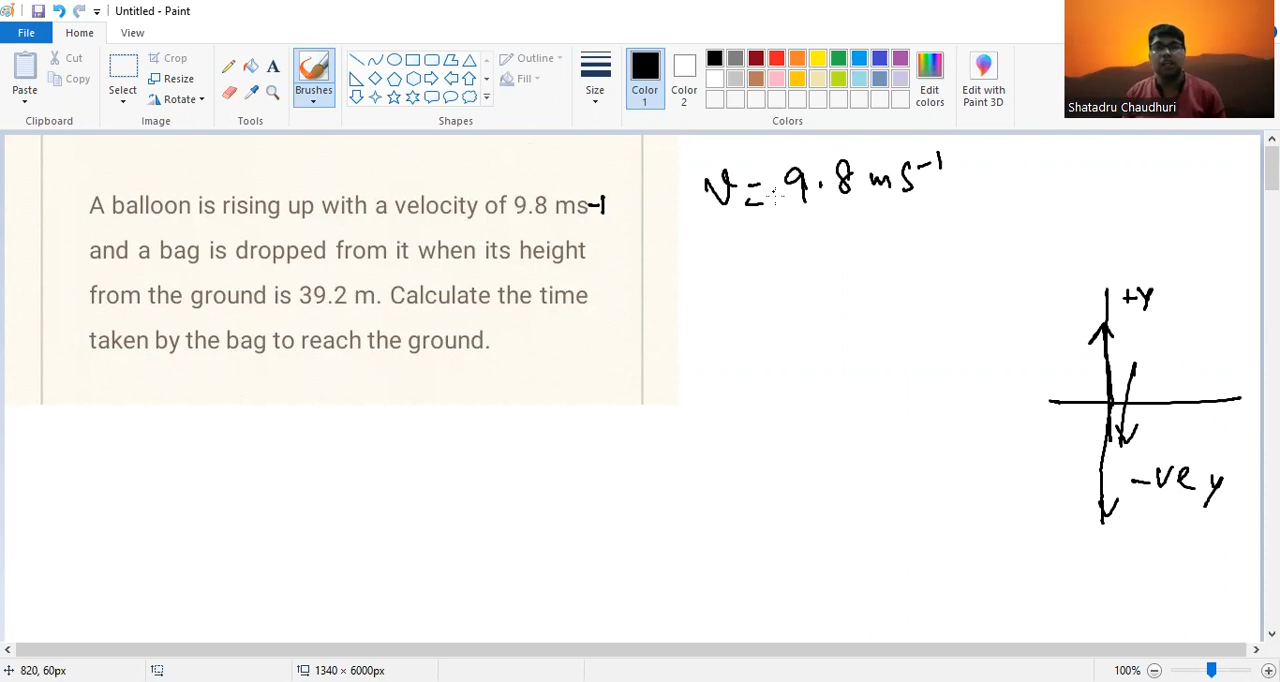 Untitled - Paint
File Home View
Paste
Cut
Copy
Clipboard
Select
Crop
Resize
Rotate
Image
A
Tools
Brushes
Outline
Fill
Shapes
Size
Color 1
Color 2
Edit colors
Colors
Edit with Paint 3D
Shatadru Chaudhuri
A balloon is rising up with a velocity of 9.8 ms-1
and a bag is dropped from it when its height
from the ground is 39.2 m. Calculate the time
taken by the bag to reach the ground.
v = 9.8 ms-1
+y
-ve y
820, 60px
1340 × 6000px
100%